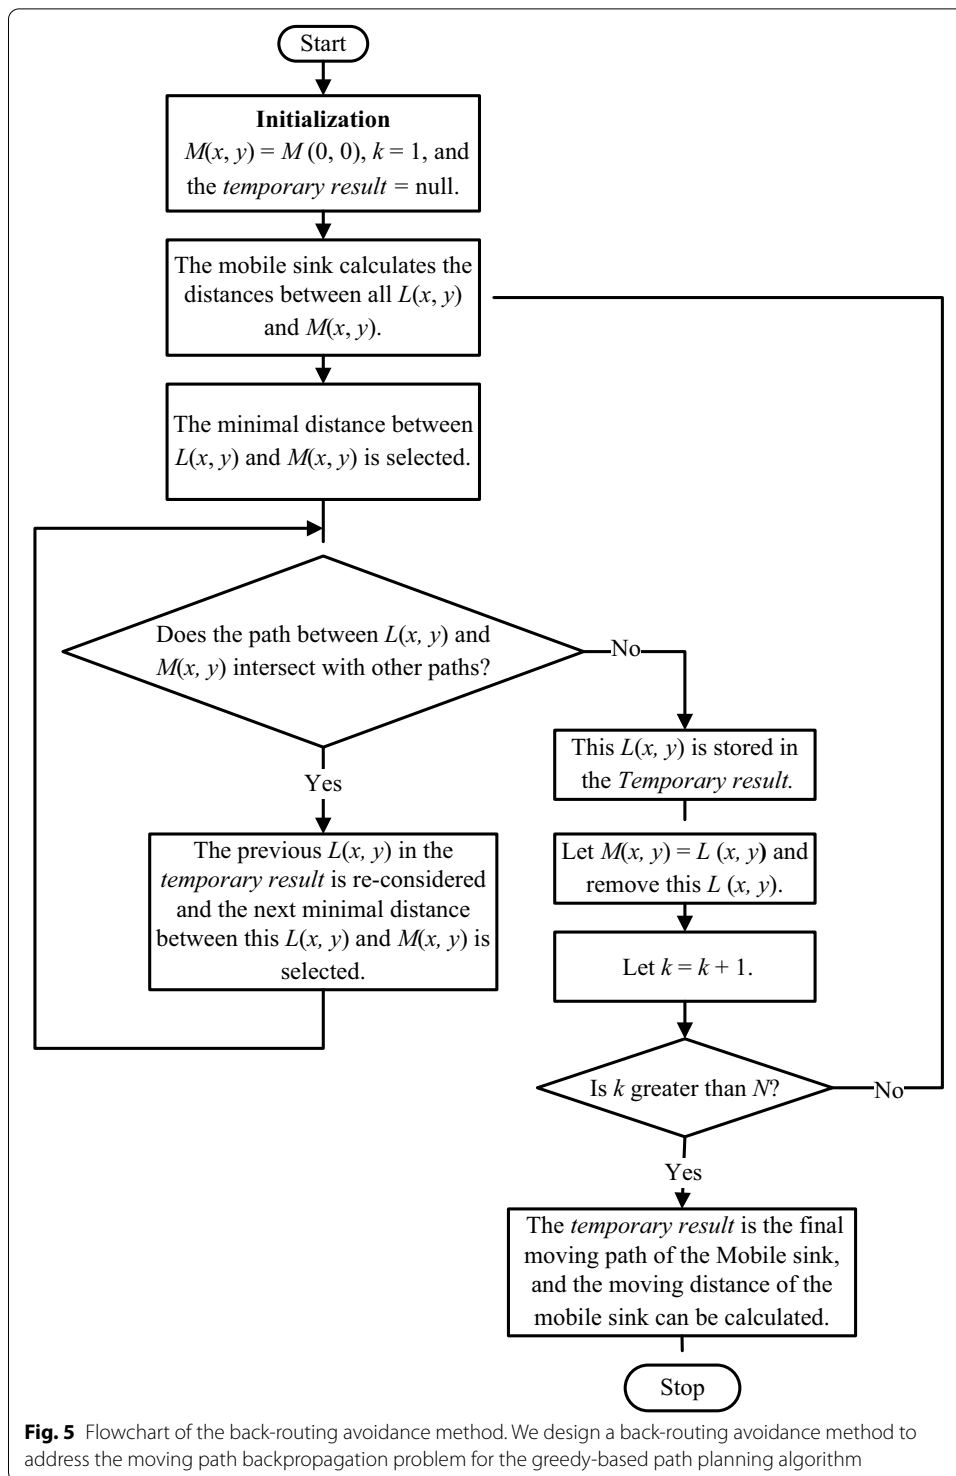 Start
Initialization
M(x, y) = M (0, 0), k = 1, and
the temporary result = null.
The mobile sink calculates the
distances between all L(x, y)
and M(x, y).
The minimal distance between
L(x, y) and M(x, y) is selected.
Does the path between L(x, y) and
M(x, y) intersect with other paths?
No
Yes
The previous L(x, y) in the
temporary result is re-considered
and the next minimal distance
between this L(x, y) and M(x, y) is
selected.
This L(x, y) is stored in
the Temporary result.
Let M(x, y) = L (x, y) and
remove this L (x, y).
Let k = k + 1.
Is k greater than N?
No
Yes
The temporary result is the final
moving path of the Mobile sink,
and the moving distance of the
mobile sink can be calculated.
Stop
Fig. 5 Flowchart of the back-routing avoidance method. We design a back-routing avoidance method to
address the moving path backpropagation problem for the greedy-based path planning algorithm